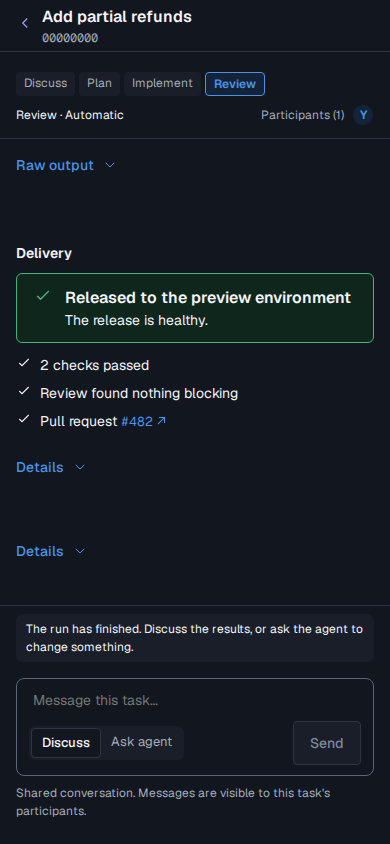 Add partial refunds
00000000
Discuss Plan Implement Review
Review · Automatic Participants (1) Y
Raw output
Delivery
Released to the preview environment
The release is healthy.
2 checks passed
Review found nothing blocking
Pull request #482 ↗
Details
Details
The run has finished. Discuss the results, or ask the agent to
change something.
Message this task...
Discuss Ask agent Send
Shared conversation. Messages are visible to this task's
participants.